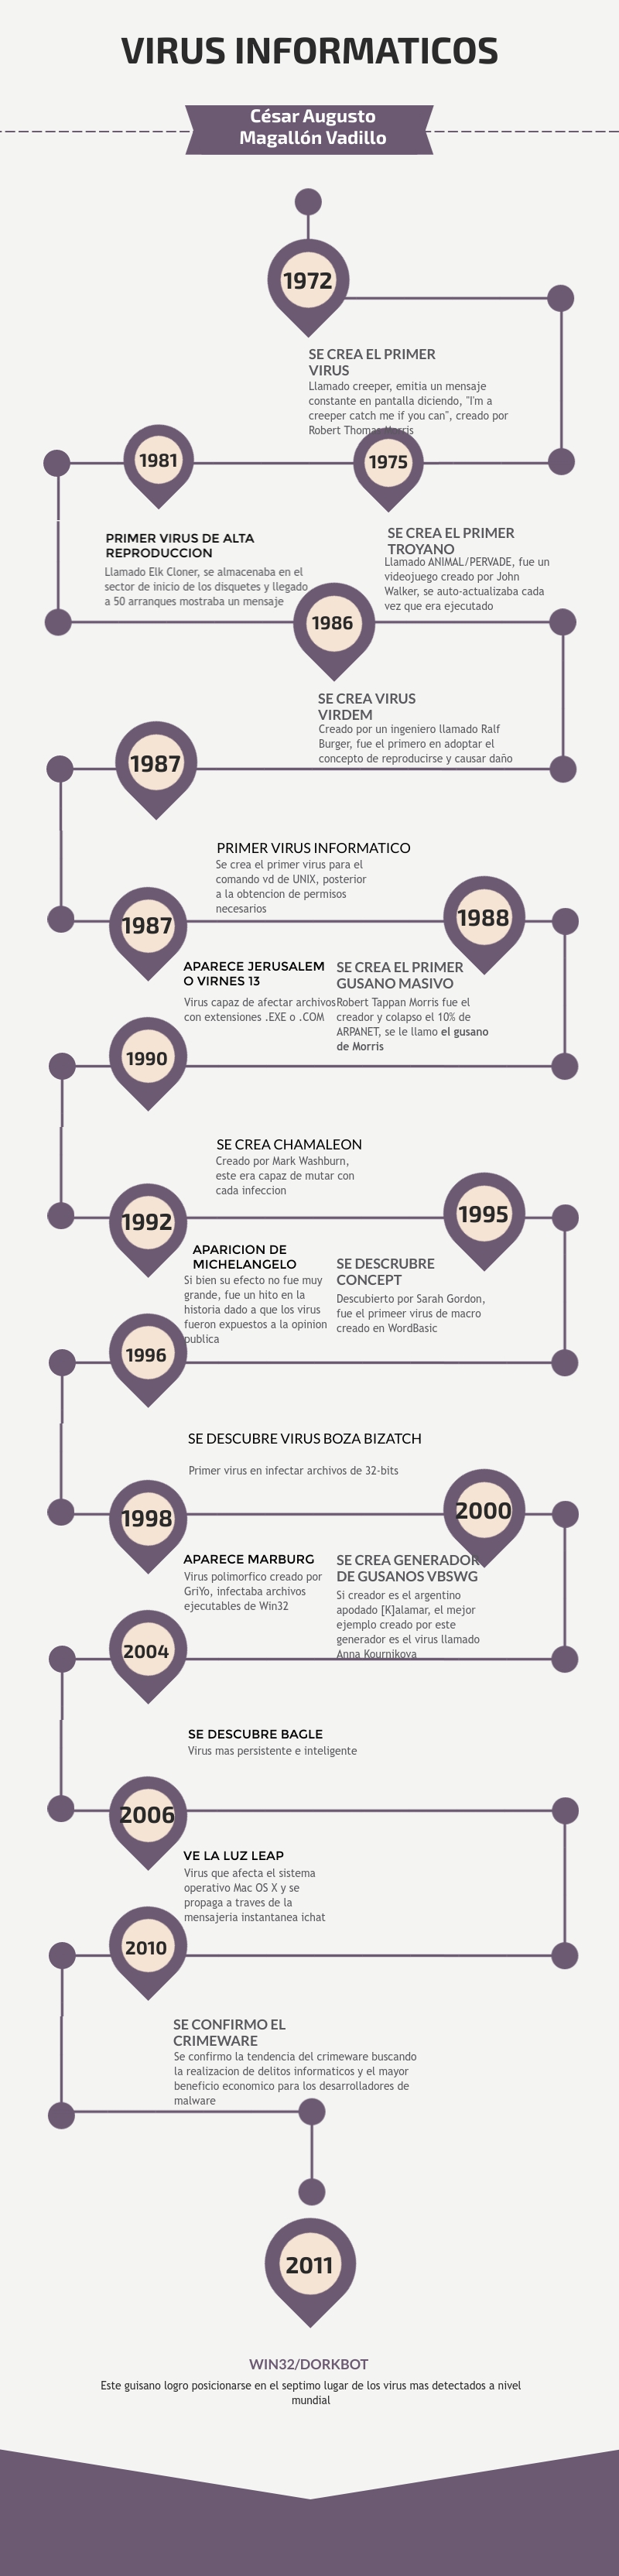 VIRUS INFORMATICOS
César Augusto
Magallón Vadillo
1972
SE CREA EL PRIMER
VIRUS
Llamado creeper, emitia un mensaje
constante en pantalla diciendo, "I'm a
creeper catch me if you can", creado por
Robert Thomas
1975
SE CREA EL PRIMER
TROYANO
Llamado ANIMAL/PERVADE, fue un
videojuego creado por John
Walker, se auto-actualizaba cada
vez que era ejecutado
1981
PRIMER VIRUS DE ALTA
REPRODUCCION
Llamado Elk Cloner, se almacenaba en el
sector de inicio de los disquetes y llegado
a 50 arranques mostraba un mensaje
1986
SE CREA VIRUS
VIRDEM
Creado por un ingeniero llamado Ralf
Burger, fue el primero en adoptar el
concepto de reproducirse y causar daño
1987
PRIMER VIRUS INFORMATICO
Se crea el primer virus para el
comando vd de UNIX, posterior
a la obtencion de permisos
necesarios
1987
APARECE JERUSALEM
O VIRNES 13
Virus capaz de afectar archivos
con extensiones .EXE o .COM
1988
SE CREA EL PRIMER
GUSANO MASIVO
Robert Tappan Morris fue el
creador y colapso el 10% de
ARPANET, se le llamo el gusano
de Morris
1990
SE CREA CHAMALEON
Creado por Mark Washburn,
este era capaz de mutar con
cada infeccion
1992
APARICION DE
MICHELANGELO
Si bien su efecto no fue muy
grande, fue un hito en la
historia dado a que los virus
fueron expuestos a la opinion
publica
1995
SE DESCRUBRE
CONCEPT
Descubierto por Sarah Gordon,
fue el primeer virus de macro
creado en WordBasic
1996
SE DESCUBRE VIRUS BOZA BIZATCH
Primer virus en infectar archivos de 32-bits
1998
APARECE MARBURG
Virus polimorfico creado por
GriYo, infectaba archivos
ejecutables de Win32
2000
SE CREA GENERADOR
DE GUSANOS VBSWG
Si creador es el argentino
apodado [K]alamar, el mejor
ejemplo creado por este
generador es el virus llamado
Anna Kournikova
2004
SE DESCUBRE BAGLE
Virus mas persistente e inteligente
2006
VE LA LUZ LEAP
Virus que afecta el sistema
operativo Mac OS X y se
propaga a traves de la
mensajeria instantanea ichat
2010
SE CONFIRMO EL
CRIMEWARE
Se confirmo la tendencia del crimeware buscando
la realizacion de delitos informaticos y el mayor
beneficio economico para los desarrolladores de
malware
2011
WIN32/DORKBOT
Este guisano logro posicionarse en el septimo lugar de los virus mas detectados a nivel
mundial